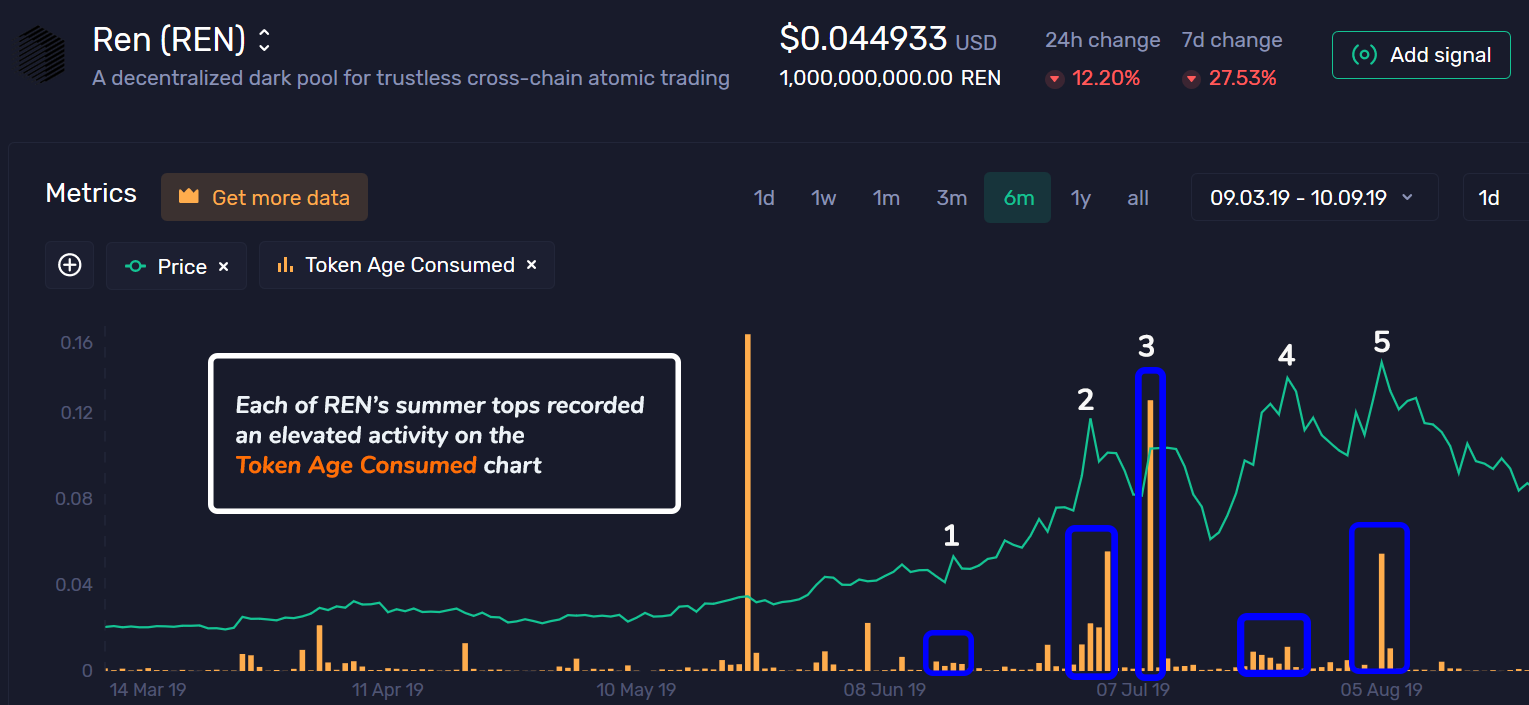 Ren (REN)
A decentralized dark pool for trustless cross-chain atomic trading
$0.044933 USD
1,000,000,000.00 REN
24h change
12.20%
7d change
27.53%
Add signal
Metrics
Get more data
1d 1w 1m 3m 6m 1y all
09.03.19 - 10.09.19
1d
Price ×
Token Age Consumed ×
0.16
0.12
0.08
0.04
0
Each of REN's summer tops recorded
an elevated activity on the
Token Age Consumed chart
1
2
3
4
5
14 Mar 19 11 Apr 19 10 May 19 08 Jun 19 07 Jul 19 05 Aug 19